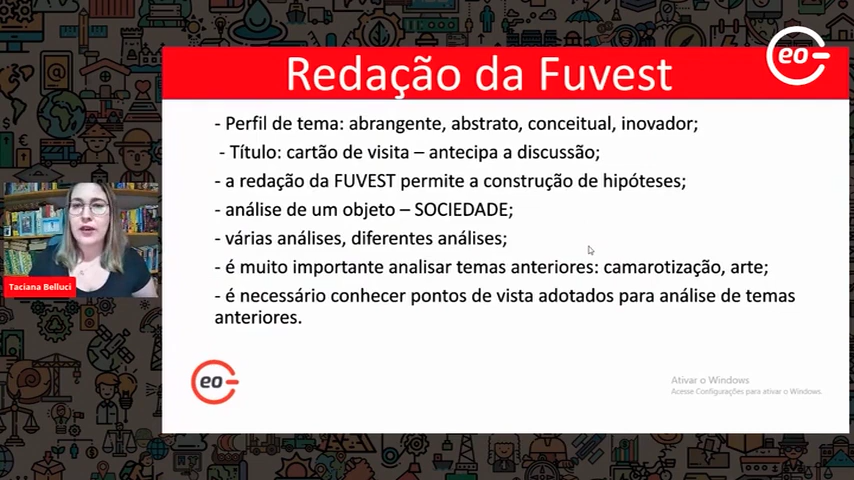 Redação da Fuvest
eo
- Perfil de tema: abrangente, abstrato, conceitual, inovador;
- Título: cartão de visita – antecipa a discussão;
- a redação da FUVEST permite a construção de hipóteses;
- análise de um objeto – SOCIEDADE;
- várias análises, diferentes análises;
- é muito importante analisar temas anteriores: camarotização, arte;
- é necessário conhecer pontos de vista adotados para análise de temas
anteriores.
Taciana Belluci
eo
Ativar o Windows
Acesse Configurações para ativar o Windows.